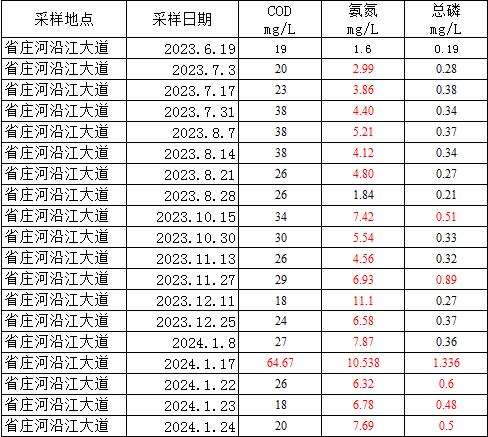 采样地点 采样日期 COD mg/L 氨氮 mg/L 总磷 mg/L
省庄河沿江大道 2023.6.19 19 1.6 0.19
省庄河沿江大道 2023.7.3 20 2.99 0.28
省庄河沿江大道 2023.7.17 23 3.86 0.38
省庄河沿江大道 2023.7.31 38 4.40 0.34
省庄河沿江大道 2023.8.7 38 5.21 0.37
省庄河沿江大道 2023.8.14 38 4.12 0.34
省庄河沿江大道 2023.8.21 26 4.80 0.27
省庄河沿江大道 2023.8.28 26 1.84 0.21
省庄河沿江大道 2023.10.15 34 7.42 0.51
省庄河沿江大道 2023.10.30 30 5.54 0.33
省庄河沿江大道 2023.11.13 26 4.56 0.32
省庄河沿江大道 2023.11.27 29 6.93 0.89
省庄河沿江大道 2023.12.11 18 11.1 0.27
省庄河沿江大道 2023.12.25 24 6.58 0.37
省庄河沿江大道 2024.1.8 27 7.87 0.36
省庄河沿江大道 2024.1.17 64.67 10.538 1.336
省庄河沿江大道 2024.1.22 26 6.32 0.6
省庄河沿江大道 2024.1.23 18 6.78 0.48
省庄河沿江大道 2024.1.24 20 7.69 0.5